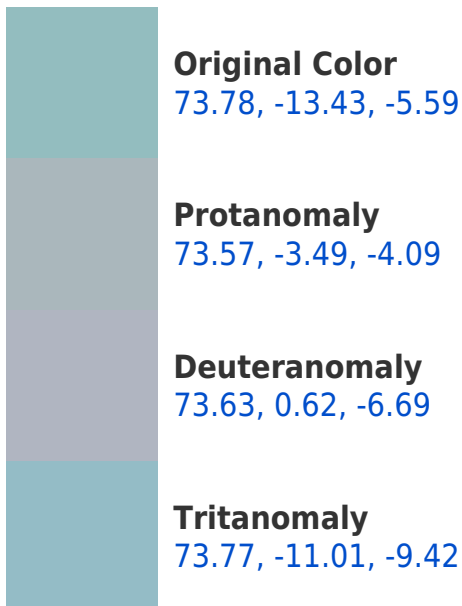 Original Color
73.78, -13.43, -5.59
Protanomaly
73.57, -3.49, -4.09
Deuteranomaly
73.63, 0.62, -6.69
Tritanomaly
73.77, -11.01, -9.42